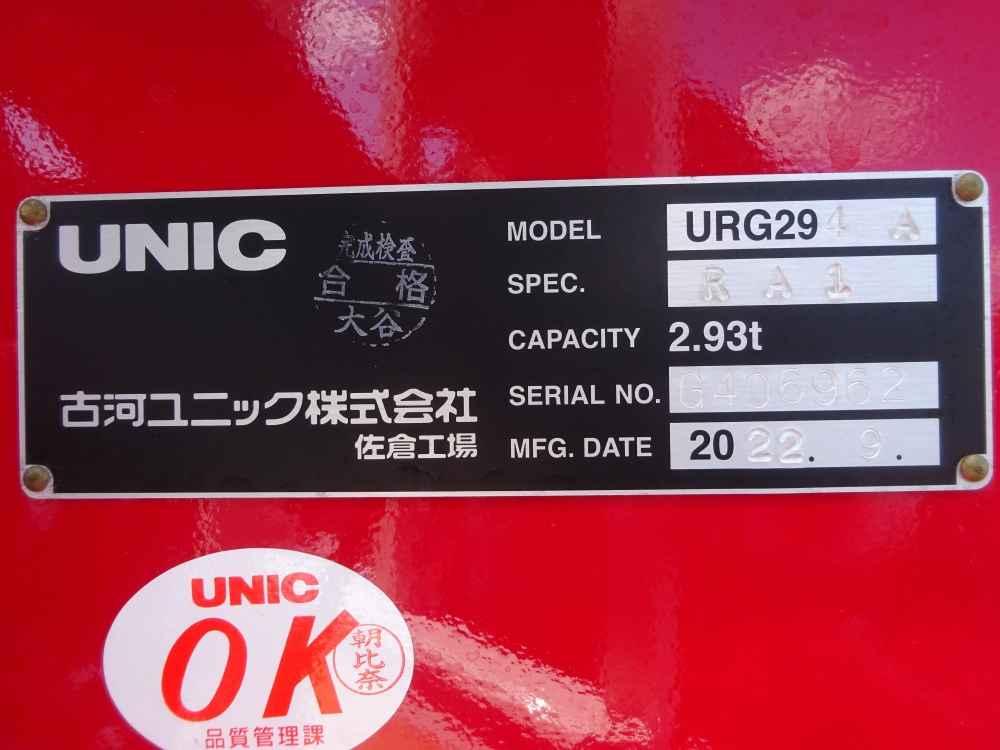 UNIC
完成検査
合格
大谷
古河ユニック株式会社
佐倉工場
MODEL URG294 A
SPEC. RA1
CAPACITY 2.93t
SERIAL NO. G406962
MFG. DATE 2022. 9.
UNIC
OK
朝比奈
品質管理課